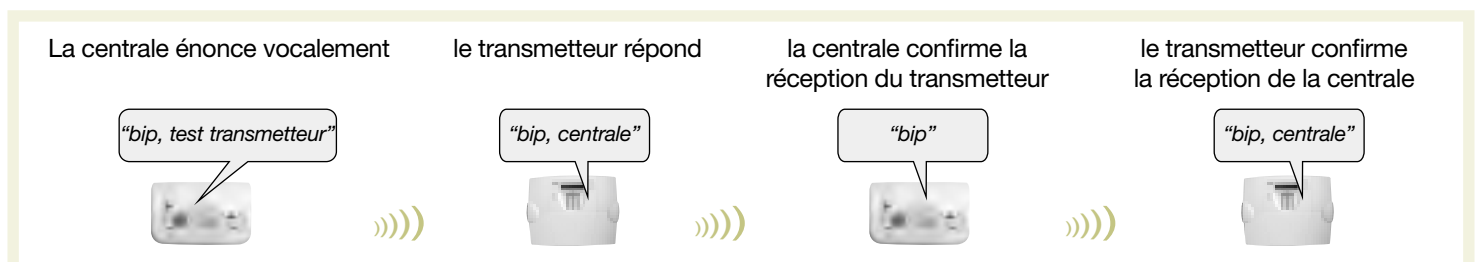 La centrale énonce vocalement
“bip, test transmetteur”
le transmetteur répond
“bip, centrale”
la centrale confirme la
réception du transmetteur
“bip”
le transmetteur confirme
la réception de la centrale
“bip, centrale”